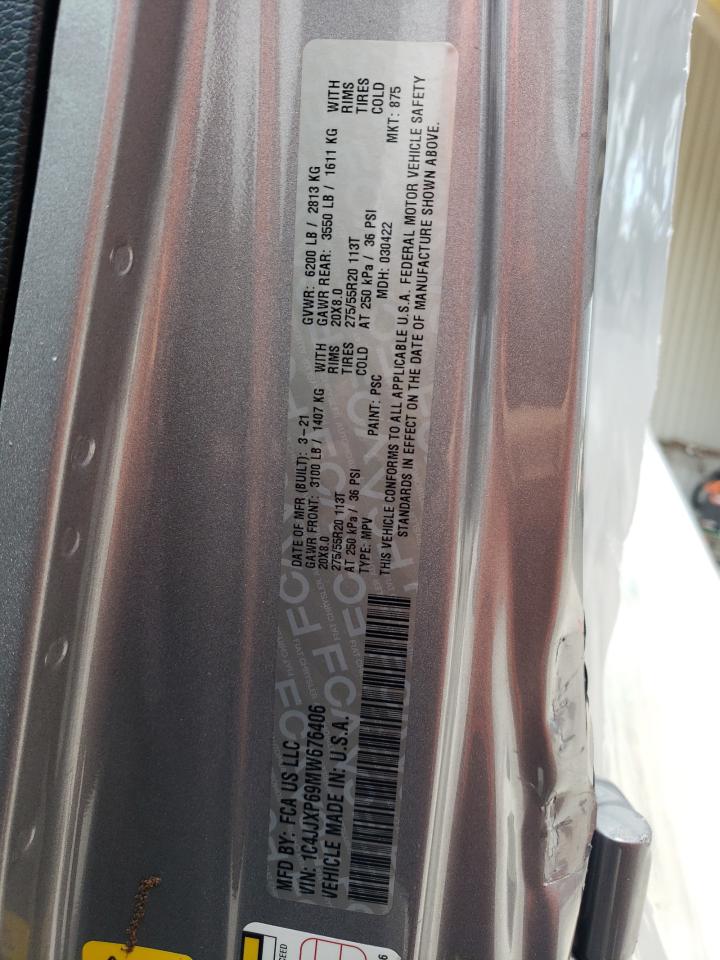 MFD BY: FCA US LLC
DATE OF MFR (BUILT): 3-21
GVWR: 6200 LB / 2813 KG
VIN: 1C4JJXP69MW676406
GAWR FRONT: 3100 LB / 1407 KG WITH
GAWR REAR: 3550 LB / 1611 KG WITH
VEHICLE MADE IN: U.S.A.
20X8.0 RIMS
20X8.0 RIMS
275/55R20 113T TIRES
275/55R20 113T TIRES
AT 250 kPa / 36 PSI COLD
AT 250 kPa / 36 PSI COLD
TYPE: MPV PAINT: PSC MDH: 030422 MKT: 875
THIS VEHICLE CONFORMS TO ALL APPLICABLE U.S.A. FEDERAL MOTOR VEHICLE SAFETY
STANDARDS IN EFFECT ON THE DATE OF MANUFACTURE SHOWN ABOVE.